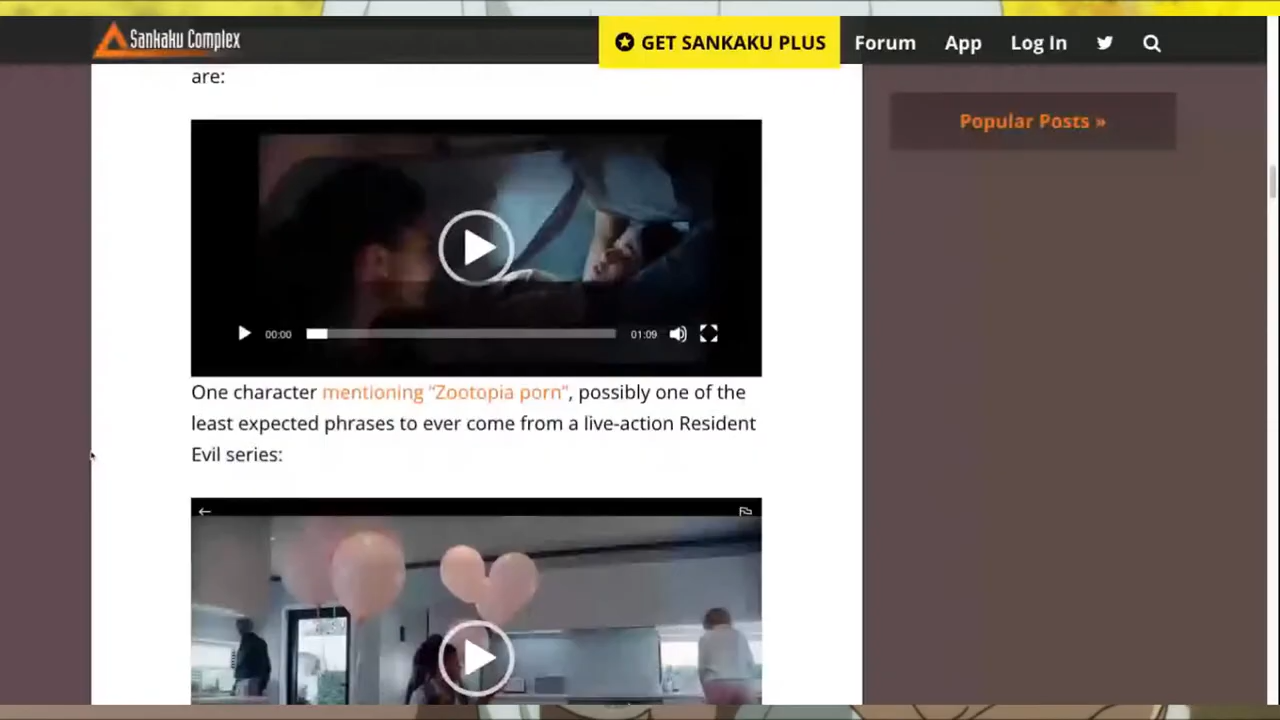 Sankaku Complex
GET SANKAKU PLUS
Forum
App
Log In
are:
Popular Posts »
00:00
01:09
One character mentioning “Zootopia porn”, possibly one of the
least expected phrases to ever come from a live-action Resident
Evil series: